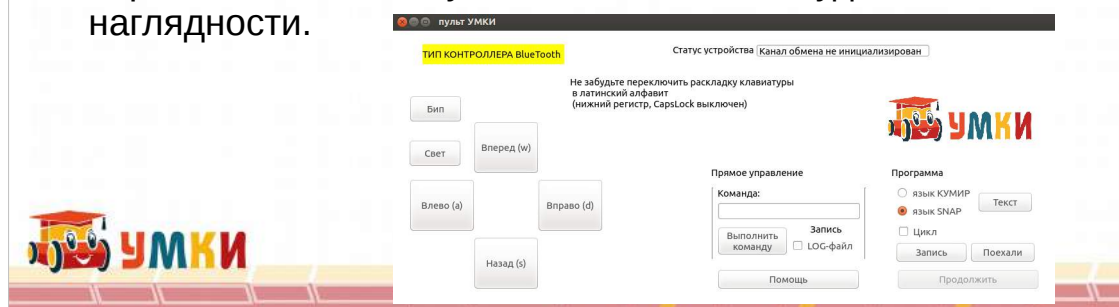 наглядности.
пульт УМКИ
ТИП КОНТРОЛЛЕРА BlueTooth
Статус устройства Канал обмена не инициализирован
Не забудьте переключить раскладку клавиатуры
в латинский алфавит
(нижний регистр, CapsLock выключен)
Бип
Свет
Вперед (w)
Влево (a)
Вправо (d)
Назад (s)
УМКИ
Прямое управление
Команда:
Выполнить
команду
Запись
LOG-файл
Помощь
Программа
язык КУМИР
язык SNAP
Текст
Цикл
Запись
Поехали
Продолжить
УМКИ